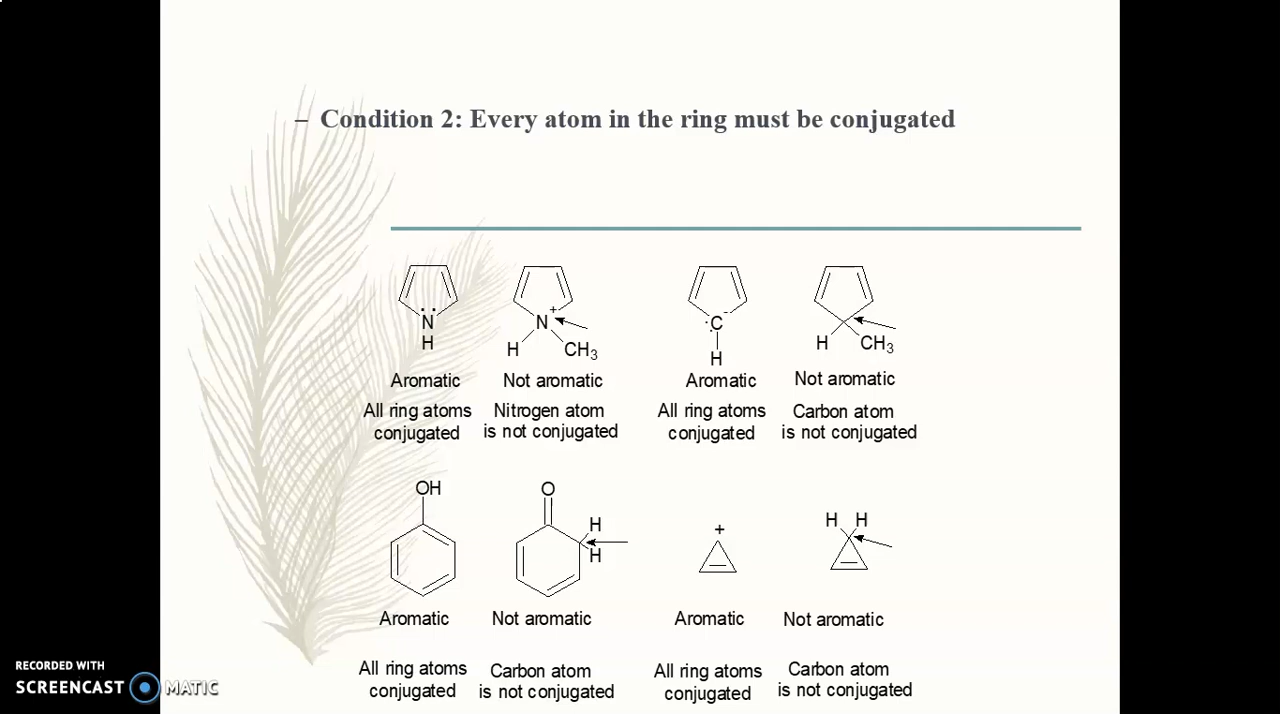 – Condition 2: Every atom in the ring must be conjugated
N
H
N
+
H
CH3
C
-
H
H
CH3
Aromatic
Not aromatic
Aromatic
Not aromatic
All ring atoms
conjugated
Nitrogen atom
is not conjugated
All ring atoms
conjugated
Carbon atom
is not conjugated
OH
O
H
H
+
H H
Aromatic
Not aromatic
Aromatic
Not aromatic
All ring atoms
conjugated
Carbon atom
is not conjugated
All ring atoms
conjugated
Carbon atom
is not conjugated
RECORDED WITH
SCREENCAST MATIC